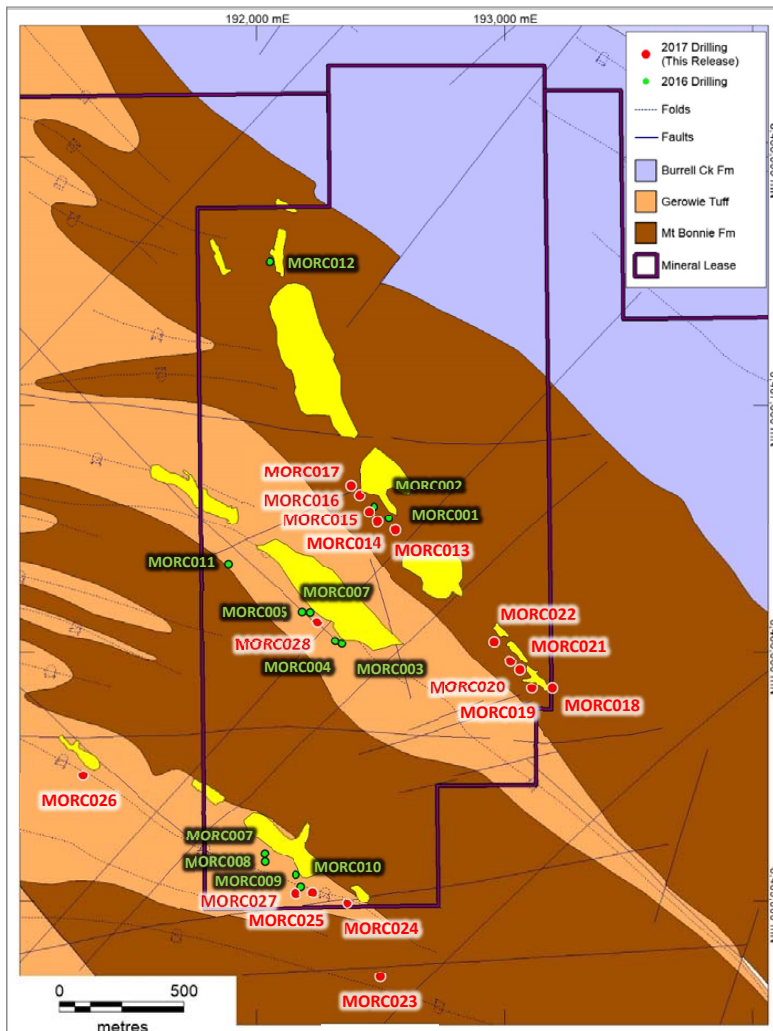 192,000 mE
193,000 mE
2017 Drilling
(This Release)
2016 Drilling
Folds
Faults
Burrell Ck Fm
Gerowie Tuff
Mt Bonnie Fm
Mineral Lease
MORC012
MORC017
MORC002
MORC016
MORC015
MORC001
MORC014
MORC013
MORC011
MORC007
MORC028
MORC004
MORC003
MORC022
MORC021
MORC020
MORC019
MORC018
MORC026
MORC007
MORC008
MORC010
MORC009
MORC027
MORC025
MORC024
MORC023
0
500
metres